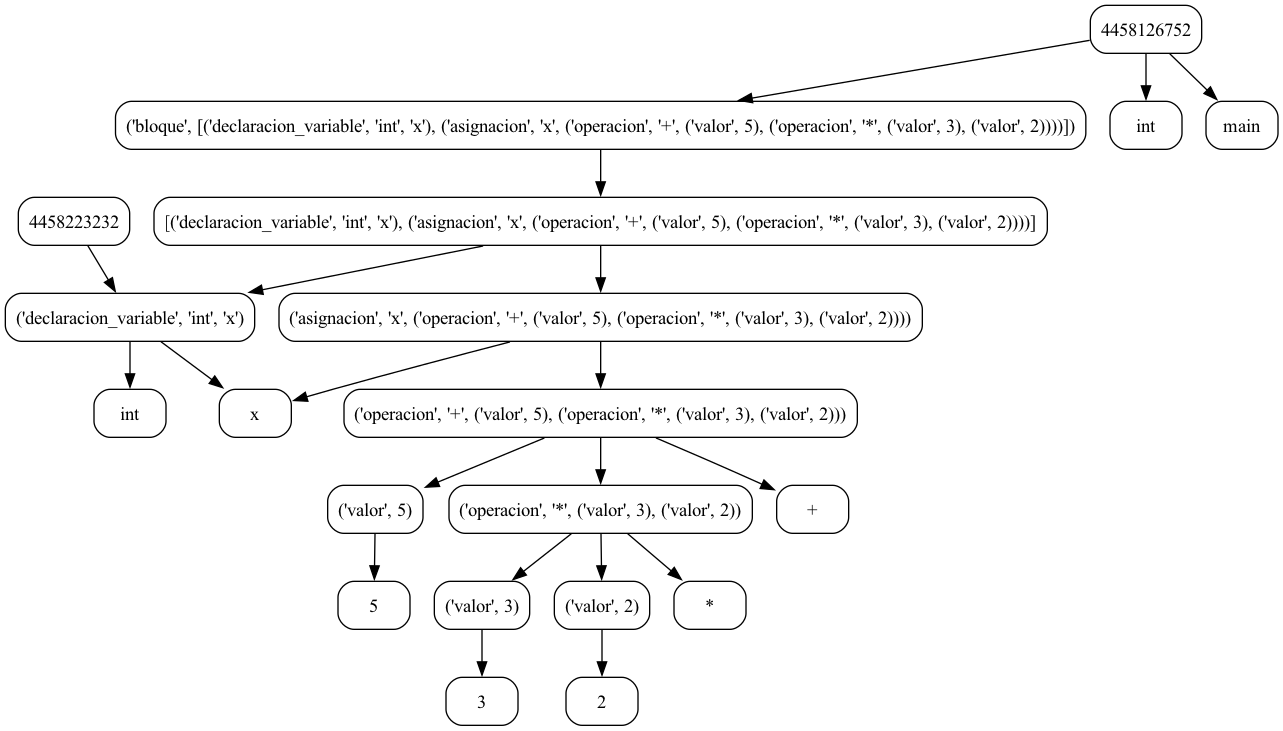 4458126752
('bloque', [('declaracion_variable', 'int', 'x'), ('asignacion', 'x', ('operacion', '+', ('valor', 5), ('operacion', '*', ('valor', 3), ('valor', 2))))])
int
main
4458223232
[('declaracion_variable', 'int', 'x'), ('asignacion', 'x', ('operacion', '+', ('valor', 5), ('operacion', '*', ('valor', 3), ('valor', 2))))]
('declaracion_variable', 'int', 'x')
('asignacion', 'x', ('operacion', '+', ('valor', 5), ('operacion', '*', ('valor', 3), ('valor', 2))))
int
x
('operacion', '+', ('valor', 5), ('operacion', '*', ('valor', 3), ('valor', 2)))
('valor', 5)
('operacion', '*', ('valor', 3), ('valor', 2))
+
5
('valor', 3)
('valor', 2)
*
3
2